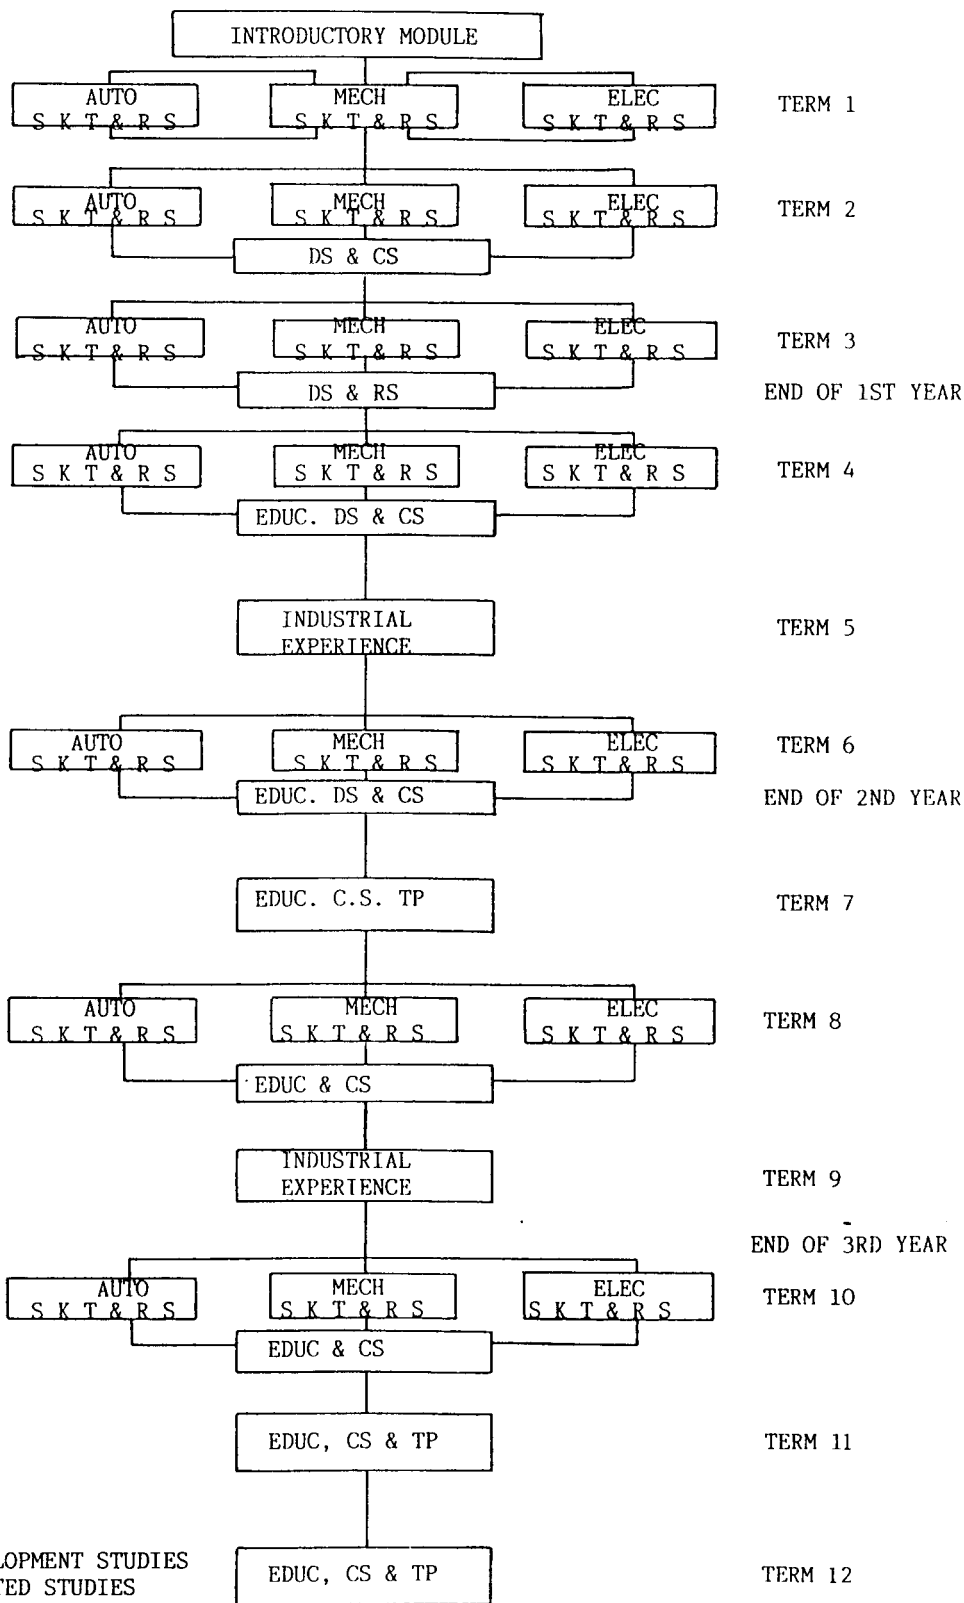 INTRODUCTORY MODULE
AUTO MECH ELEC TERM 1
S K T & R S S K T & R S S K T & R S
AUTO MECH ELEC TERM 2
S K T & R S S K T & R S S K T & R S
DS & CS
AUTO MECH ELEC TERM 3
S K T & R S S K T & R S S K T & R S
DS & RS END OF 1ST YEAR
AUTO MECH ELEC TERM 4
S K T & R S S K T & R S S K T & R S
EDUC. DS & CS
INDUSTRIAL TERM 5
EXPERIENCE
AUTO MECH ELEC TERM 6
S K T & R S S K T & R S S K T & R S
EDUC. DS & CS END OF 2ND YEAR
EDUC. C.S. TP TERM 7
AUTO MECH ELEC TERM 8
S K T & R S S K T & R S S K T & R S
EDUC & CS
INDUSTRIAL TERM 9
EXPERIENCE
END OF 3RD YEAR
AUTO MECH ELEC TERM 10
S K T & R S S K T & R S S K T & R S
EDUC & CS
EDUC, CS & TP TERM 11
LOPMENT STUDIES EDUC, CS & TP TERM 12
TED STUDIES